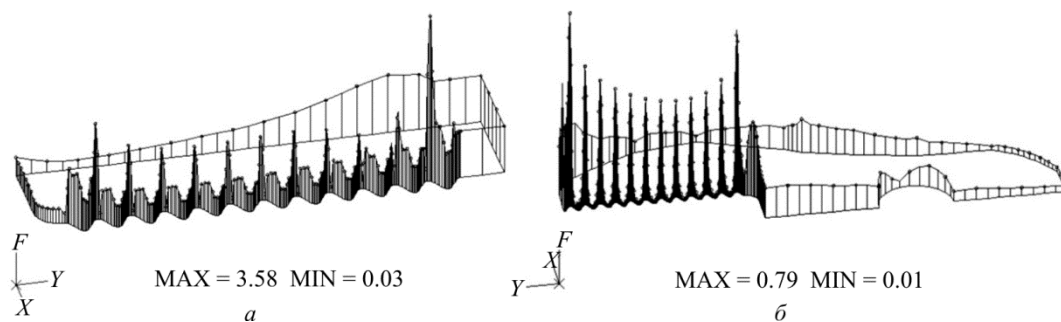 F
Y
X
MAX = 3.58 MIN = 0.03
а
F
X
Y
MAX = 0.79 MIN = 0.01
б